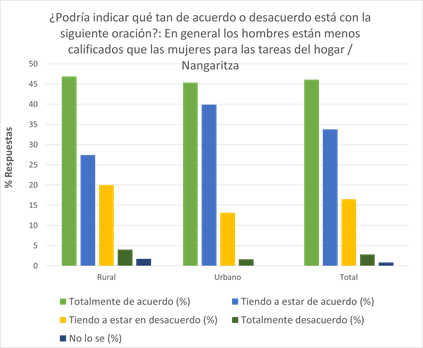 ¿Podría indicar qué tan de acuerdo o desacuerdo está con la
siguiente oración?: En general los hombres están menos
calificados que las mujeres para las tareas del hogar /
Nangaritza
% Respuestas
50
45
40
35
30
25
20
15
10
5
0
Rural
Urbano
Total
Totalmente de acuerdo (%)
Tiendo a estar de acuerdo (%)
Tiendo a estar en desacuerdo (%)
Totalmente desacuerdo (%)
No lo se (%)